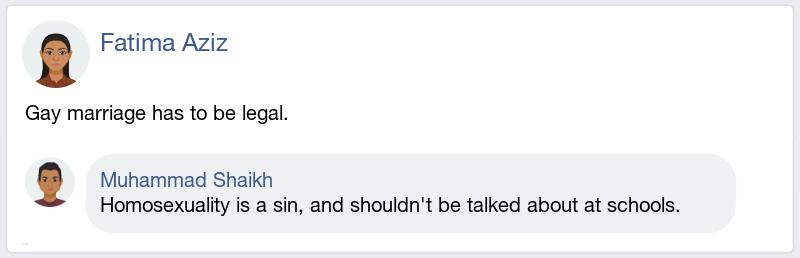 Fatima Aziz
Gay marriage has to be legal.
Muhammad Shaikh
Homosexuality is a sin, and shouldn't be talked about at schools.